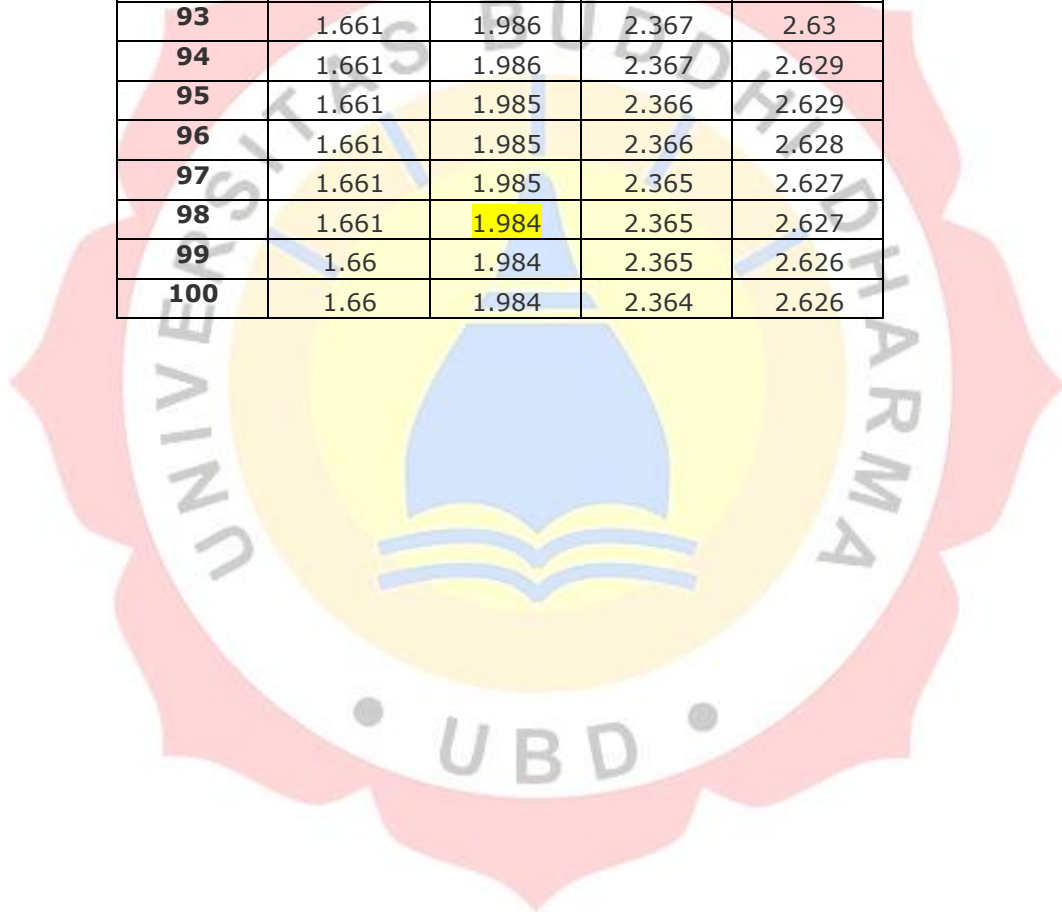 93 1.661 1.986 2.367 2.63
94 1.661 1.986 2.367 2.629
95 1.661 1.985 2.366 2.629
96 1.661 1.985 2.366 2.628
97 1.661 1.985 2.365 2.627
98 1.661 1.984 2.365 2.627
99 1.66 1.984 2.365 2.626
100 1.66 1.984 2.364 2.626
UNIVERSITAS BUDDHI DHARMA
• UBD •